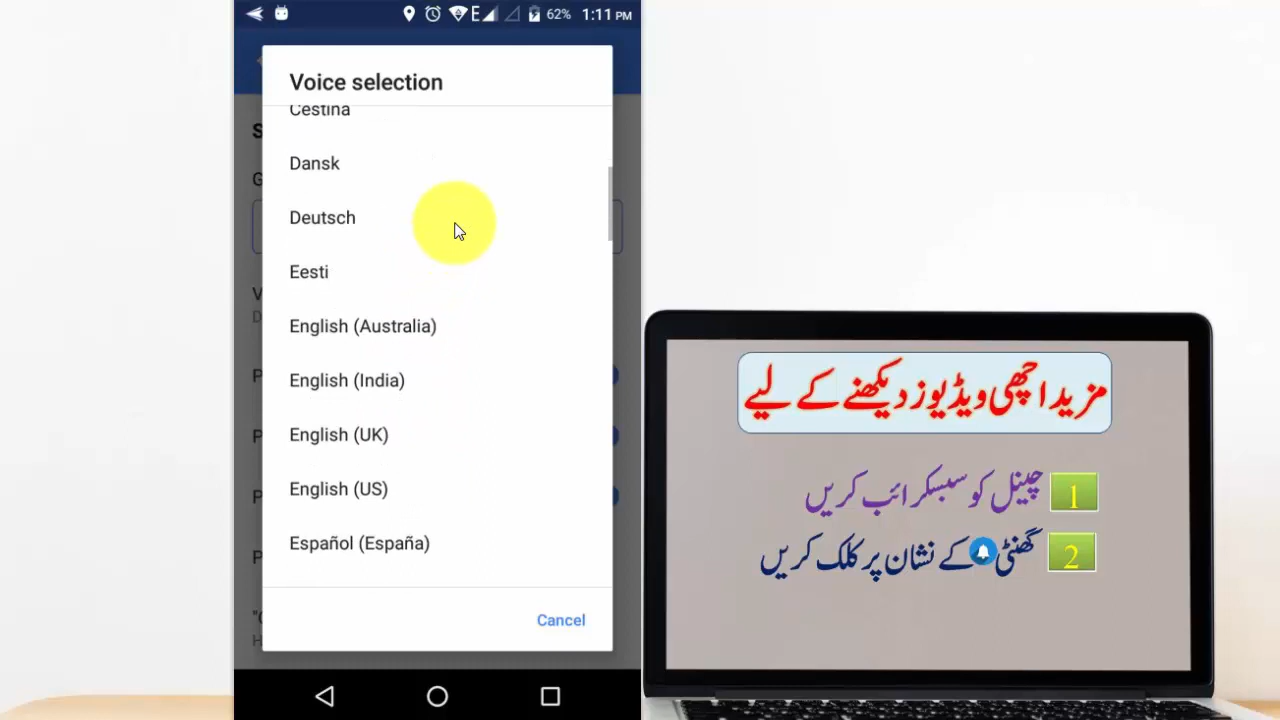 E
62%
1:11 PM
Voice selection
Čeština
Dansk
Deutsch
Eesti
English (Australia)
English (India)
English (UK)
English (US)
Español (España)
Cancel
مزید اچھی ویڈیوز دیکھنے کے لیے
1 چینل کو سبسکرائب کریں
2 گھنٹی کے نشان پر کلک کریں